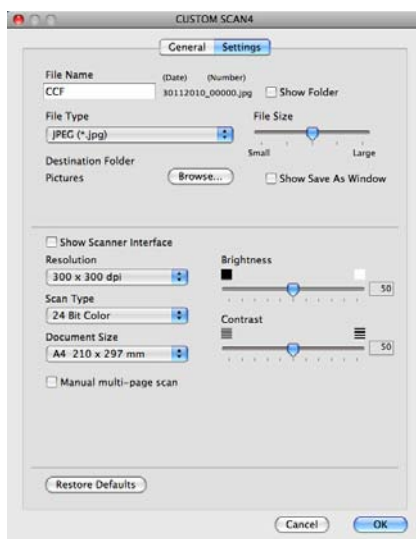 CUSTOM SCAN4
General Settings
File Name (Date) (Number)
CCF 30112010_00000.jpg Show Folder
File Type File Size
JPEG (*.jpg)
Small Large
Destination Folder
Pictures Browse... Show Save As Window
Show Scanner Interface
Resolution Brightness
300 x 300 dpi
50
Scan Type
24 Bit Color
Contrast
Document Size
A4 210 x 297 mm 50
Manual multi-page scan
Restore Defaults
Cancel OK